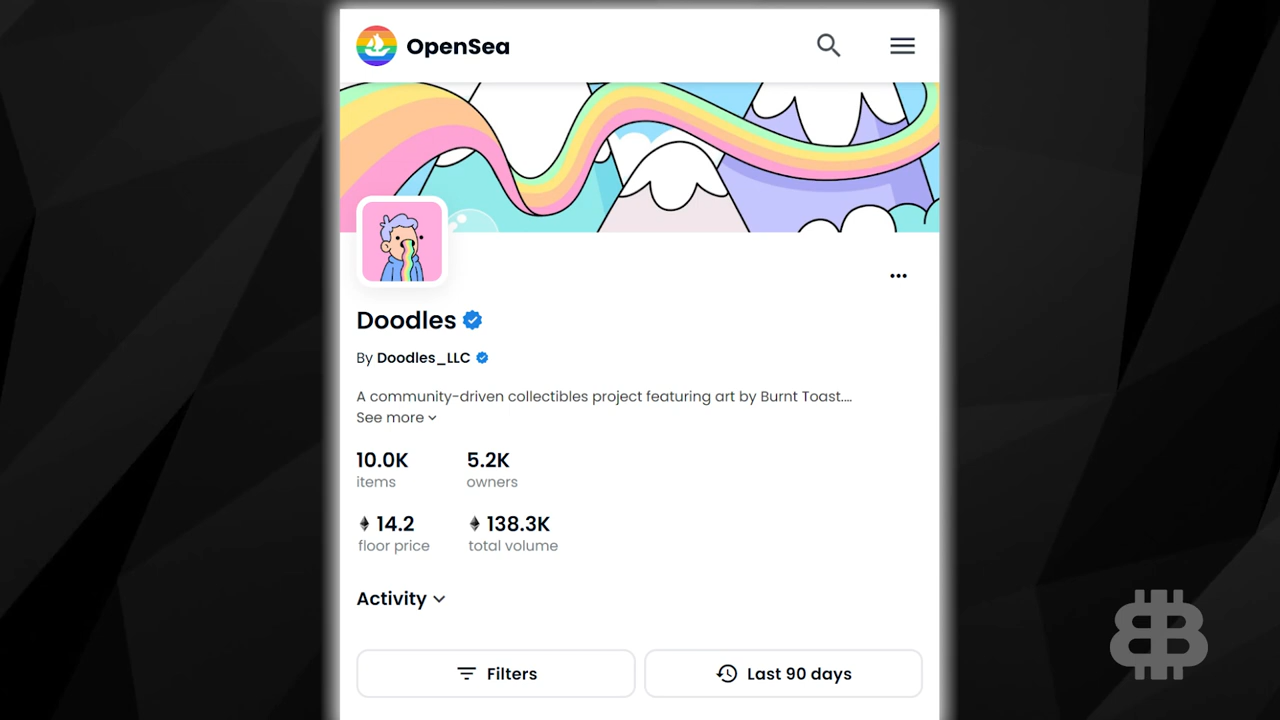 OpenSea
Doodles
By Doodles_LLC
A community-driven collectibles project featuring art by Burnt Toast....
See more
10.0K 5.2K
items owners
14.2 138.3K
floor price total volume
Activity
Filters Last 90 days